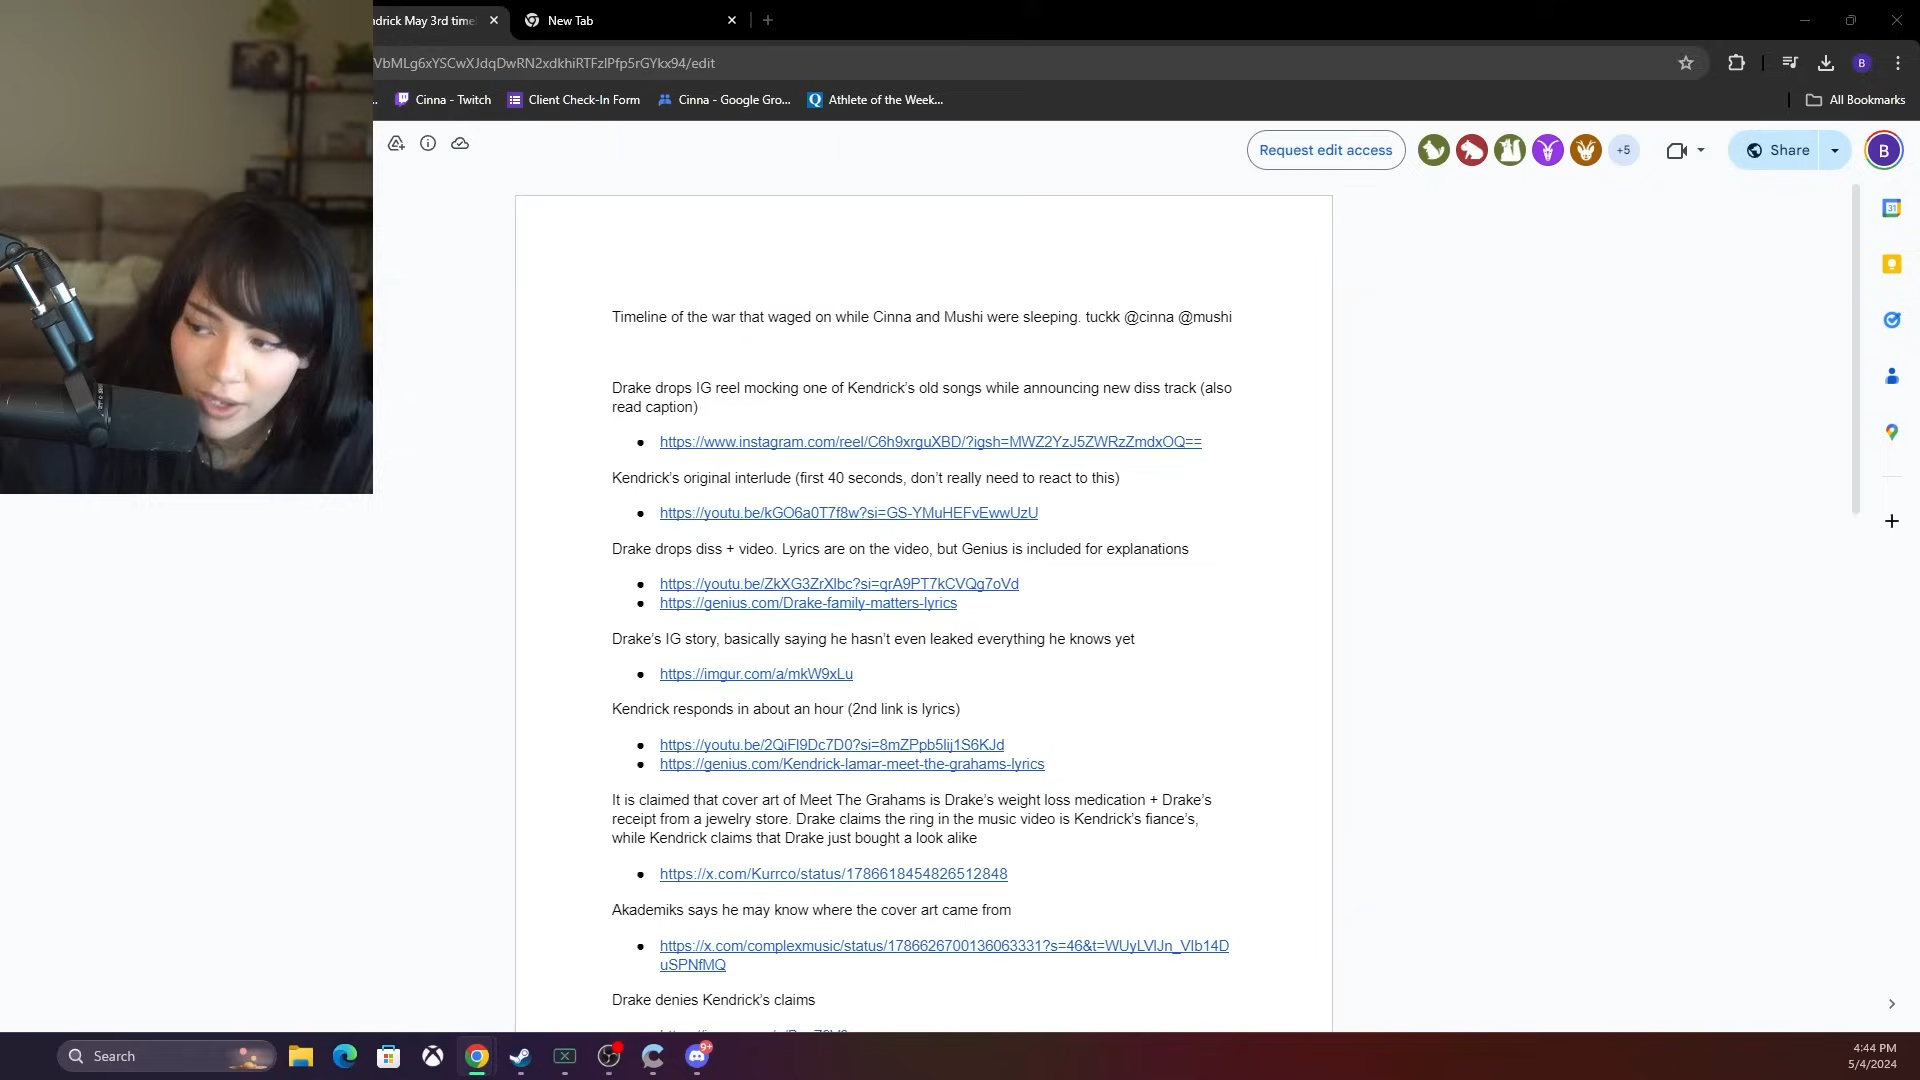 ndrick May 3rd time
New Tab
VbMLg6xYSCwXJdqDwRN2xdkhiRTFzIPfp5rGYkx94/edit
B
Cinna - Twitch
Client Check-In Form
Cinna - Google Gro...
Athlete of the Week...
All Bookmarks
Request edit access
+5
Share
B
31
Timeline of the war that waged on while Cinna and Mushi were sleeping. tuckk @cinna @mushi
Drake drops IG reel mocking one of Kendrick's old songs while announcing new diss track (also
read caption)
● https://www.instagram.com/reel/C6h9xrguXBD/?igsh=MWZ2YzJ5ZWRzZmdxOQ==
Kendrick's original interlude (first 40 seconds, don't really need to react to this)
● https://youtu.be/kGO6a0T7f8w?si=GS-YMuHEFvEwwUzU
Drake drops diss + video. Lyrics are on the video, but Genius is included for explanations
● https://youtu.be/ZkXG3ZrXlbc?si=qrA9PT7kCVQg7oVd
● https://genius.com/Drake-family-matters-lyrics
Drake's IG story, basically saying he hasn't even leaked everything he knows yet
● https://imgur.com/a/mkW9xLu
Kendrick responds in about an hour (2nd link is lyrics)
● https://youtu.be/2QiFl9Dc7D0?si=8mZPpb5lij1S6KJd
● https://genius.com/Kendrick-lamar-meet-the-grahams-lyrics
It is claimed that cover art of Meet The Grahams is Drake's weight loss medication + Drake's
receipt from a jewelry store. Drake claims the ring in the music video is Kendrick's fiance's,
while Kendrick claims that Drake just bought a look alike
● https://x.com/Kurrco/status/1786618454826512848
Akademiks says he may know where the cover art came from
● https://x.com/complexmusic/status/1786626700136063331?s=46&t=WUyLVlJn_VIb14D
uSPNfMQ
Drake denies Kendrick's claims
Search
9+
4:44 PM
5/4/2024